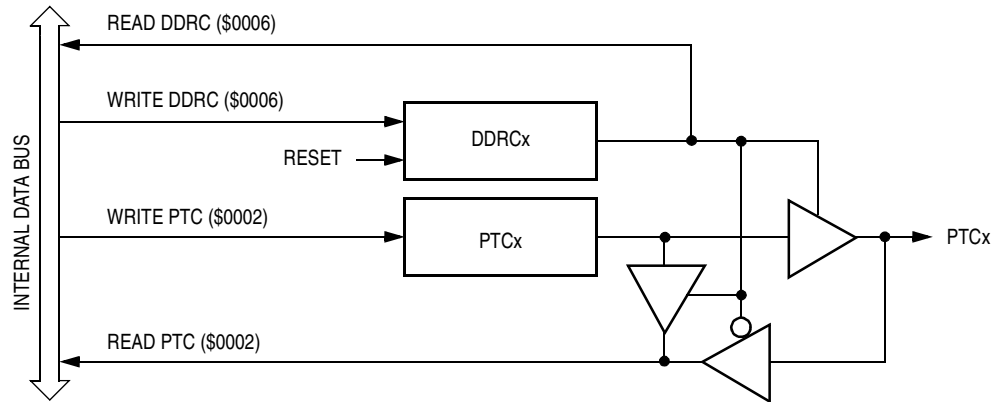 READ DDRC ($0006)
WRITE DDRC ($0006)
DDRCx
RESET
INTERNAL DATA BUS
WRITE PTC ($0002)
PTCx
PTCx
READ PTC ($0002)